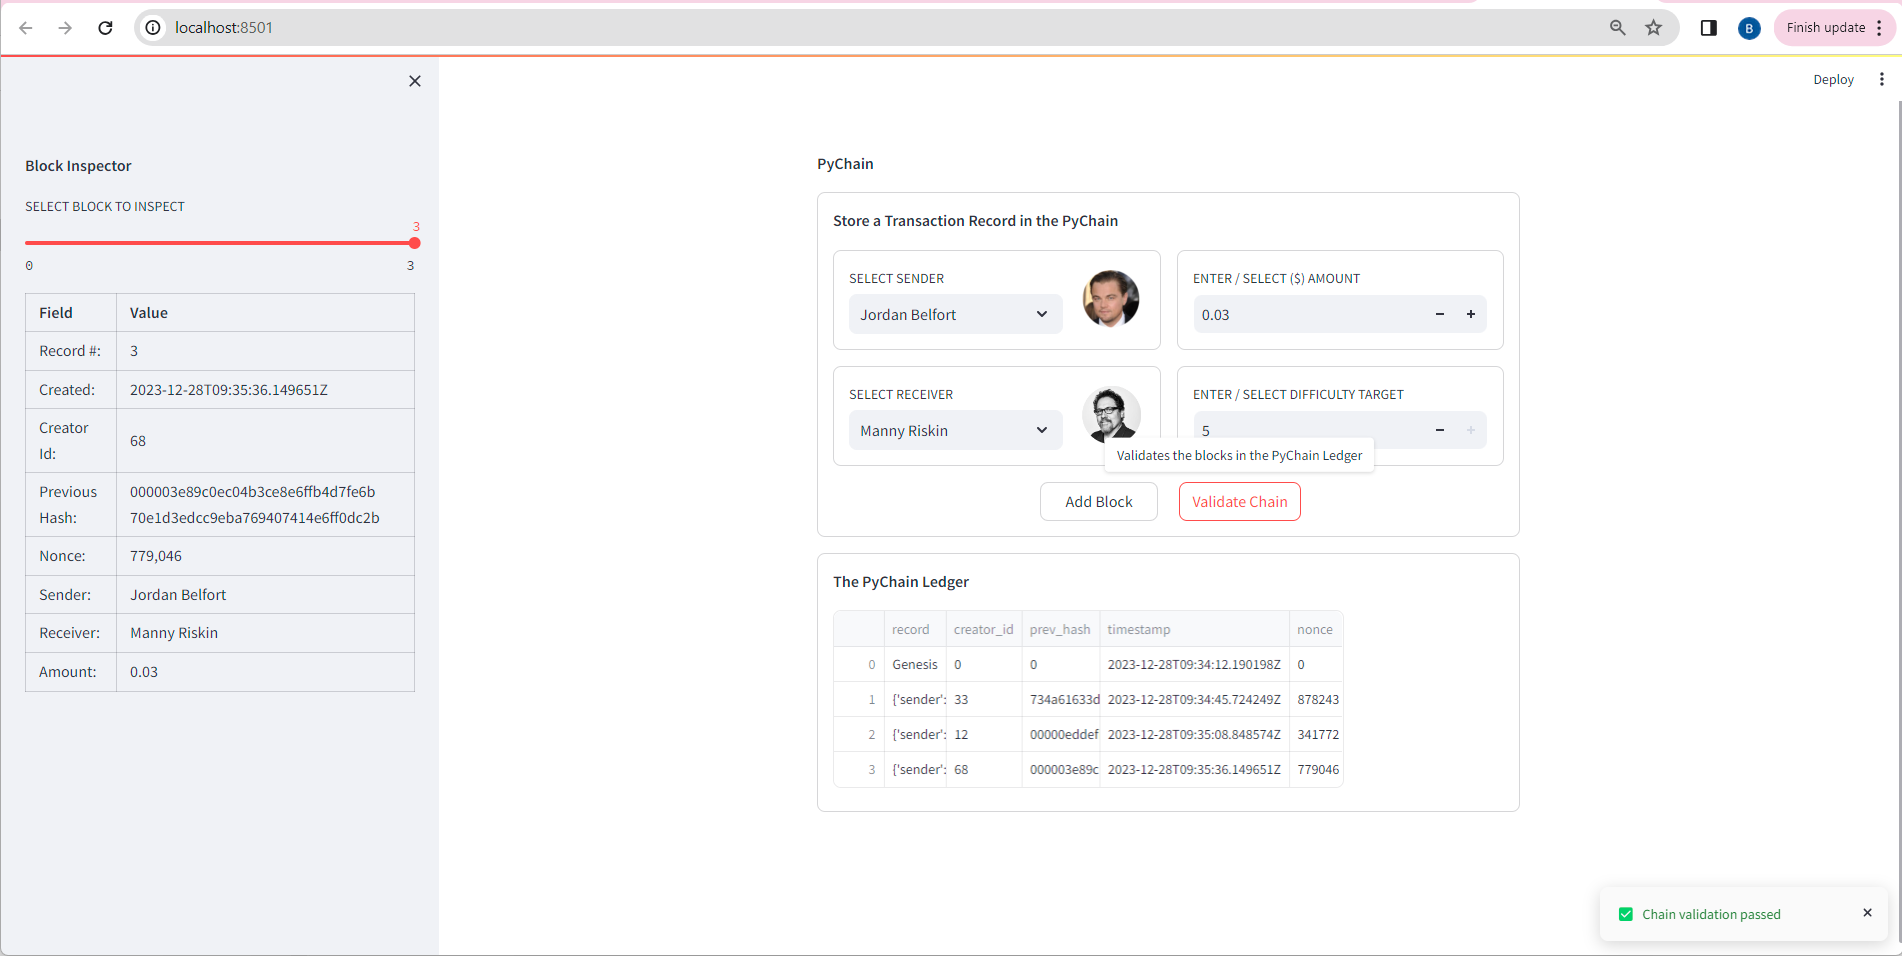 localhost:8501
B
Finish update
Deploy
Block Inspector
SELECT BLOCK TO INSPECT
3
0 3
Field Value
Record #: 3
Created: 2023-12-28T09:35:36.149651Z
Creator
Id:
68
Previous
Hash:
000003e89c0ec04b3ce8e6ffb4d7fe6b
70e1d3edcc9eba769407414e6ff0dc2b
Nonce: 779,046
Sender: Jordan Belfort
Receiver: Manny Riskin
Amount: 0.03
PyChain
Store a Transaction Record in the PyChain
SELECT SENDER
Jordan Belfort
ENTER / SELECT ($) AMOUNT
0.03
SELECT RECEIVER
Manny Riskin
ENTER / SELECT DIFFICULTY TARGET
5
Validates the blocks in the PyChain Ledger
Add Block
Validate Chain
The PyChain Ledger
record creator_id prev_hash timestamp nonce
0 Genesis 0 0 2023-12-28T09:34:12.190198Z 0
1 {'sender': 33 734a61633d 2023-12-28T09:34:45.724249Z 878243
2 {'sender': 12 00000eddef 2023-12-28T09:35:08.848574Z 341772
3 {'sender': 68 000003e89c 2023-12-28T09:35:36.149651Z 779046
Chain validation passed